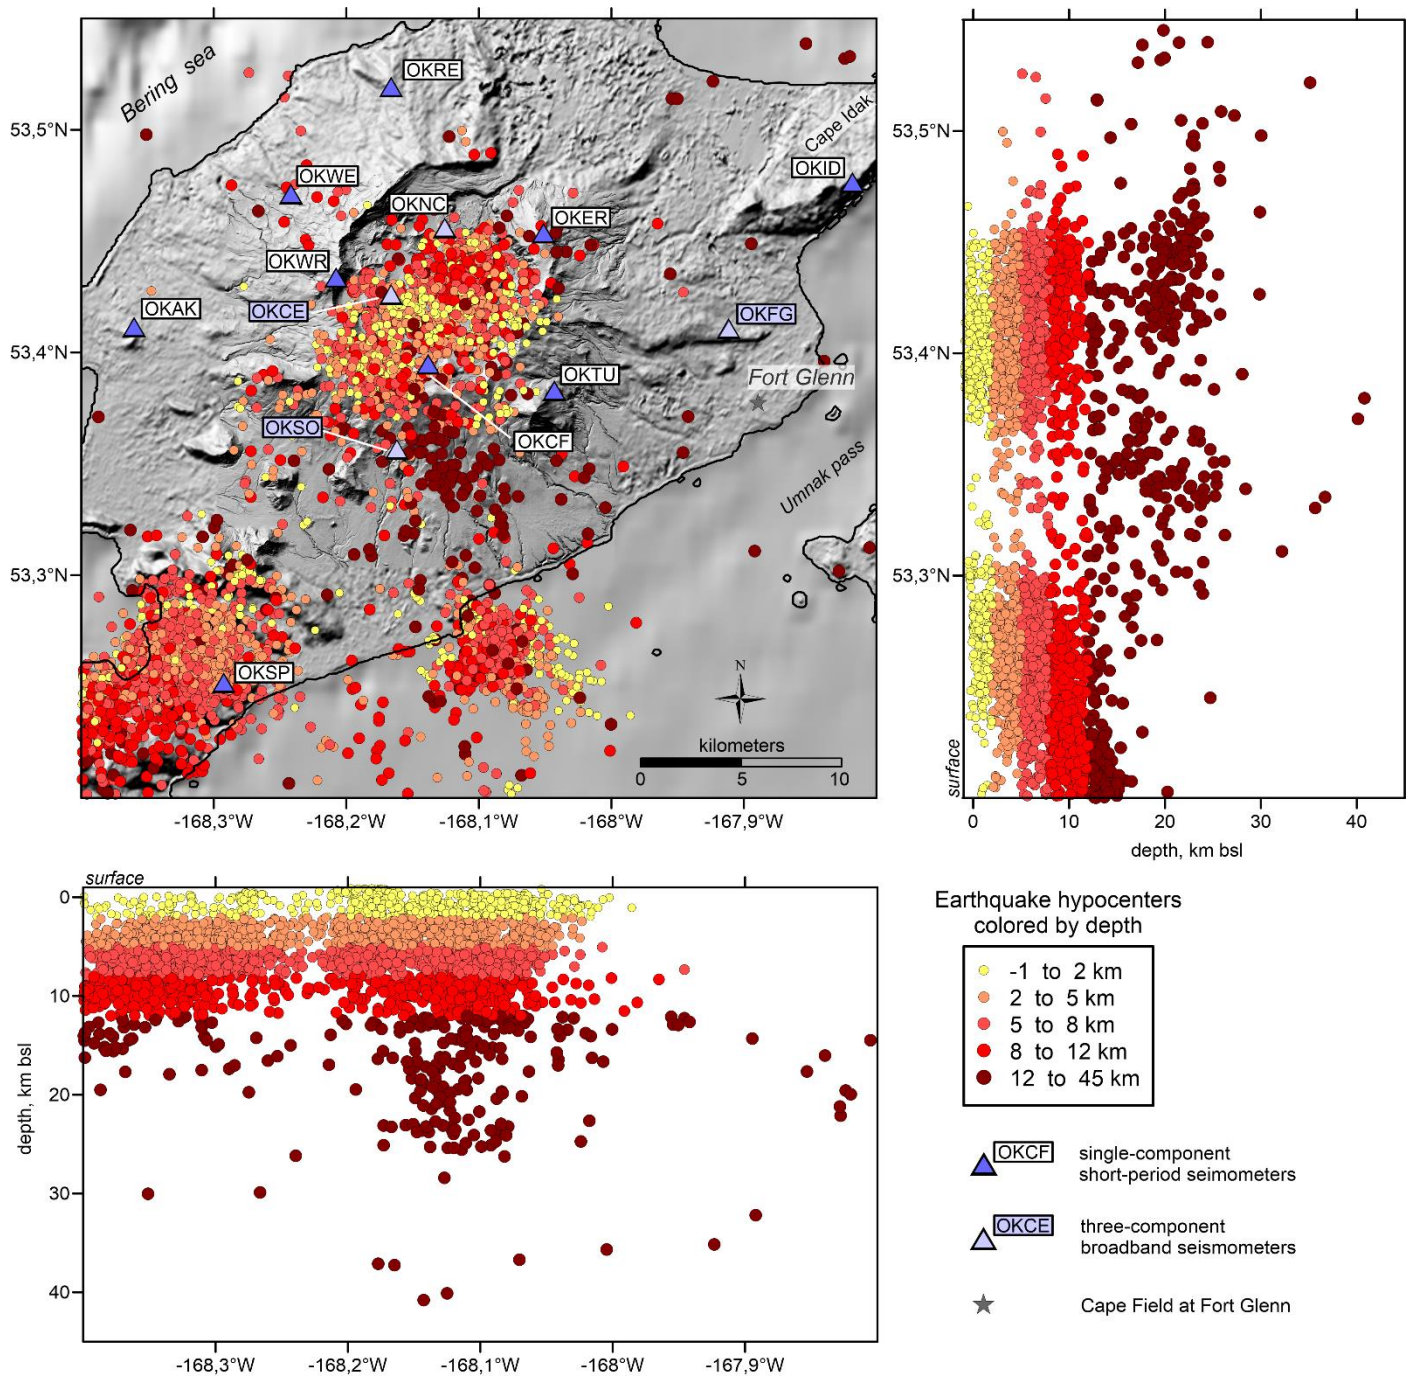 Bering sea
OKRE
Cape Idak
53,5°N
53,5°N
OKID
OKWE
OKNC
OKER
OKWR
OKCE
OKAK
OKFG
53,4°N
53,4°N
OKTU
Fort Glenn
OKSO
OKCF
Umnak pass
53,3°N
53,3°N
OKSP
N
kilometers
0 5 10
surface
-168,3°W -168,2°W -168,1°W -168°W -167,9°W
0 10 20 30 40
depth, km bsl
surface
0
10
20
30
40
depth, km bsl
-168,3°W -168,2°W -168,1°W -168°W -167,9°W
Earthquake hypocenters
colored by depth
-1 to 2 km
2 to 5 km
5 to 8 km
8 to 12 km
12 to 45 km
OKCF single-component
short-period seimometers
OKCE three-component
broadband seismometers
Cape Field at Fort Glenn